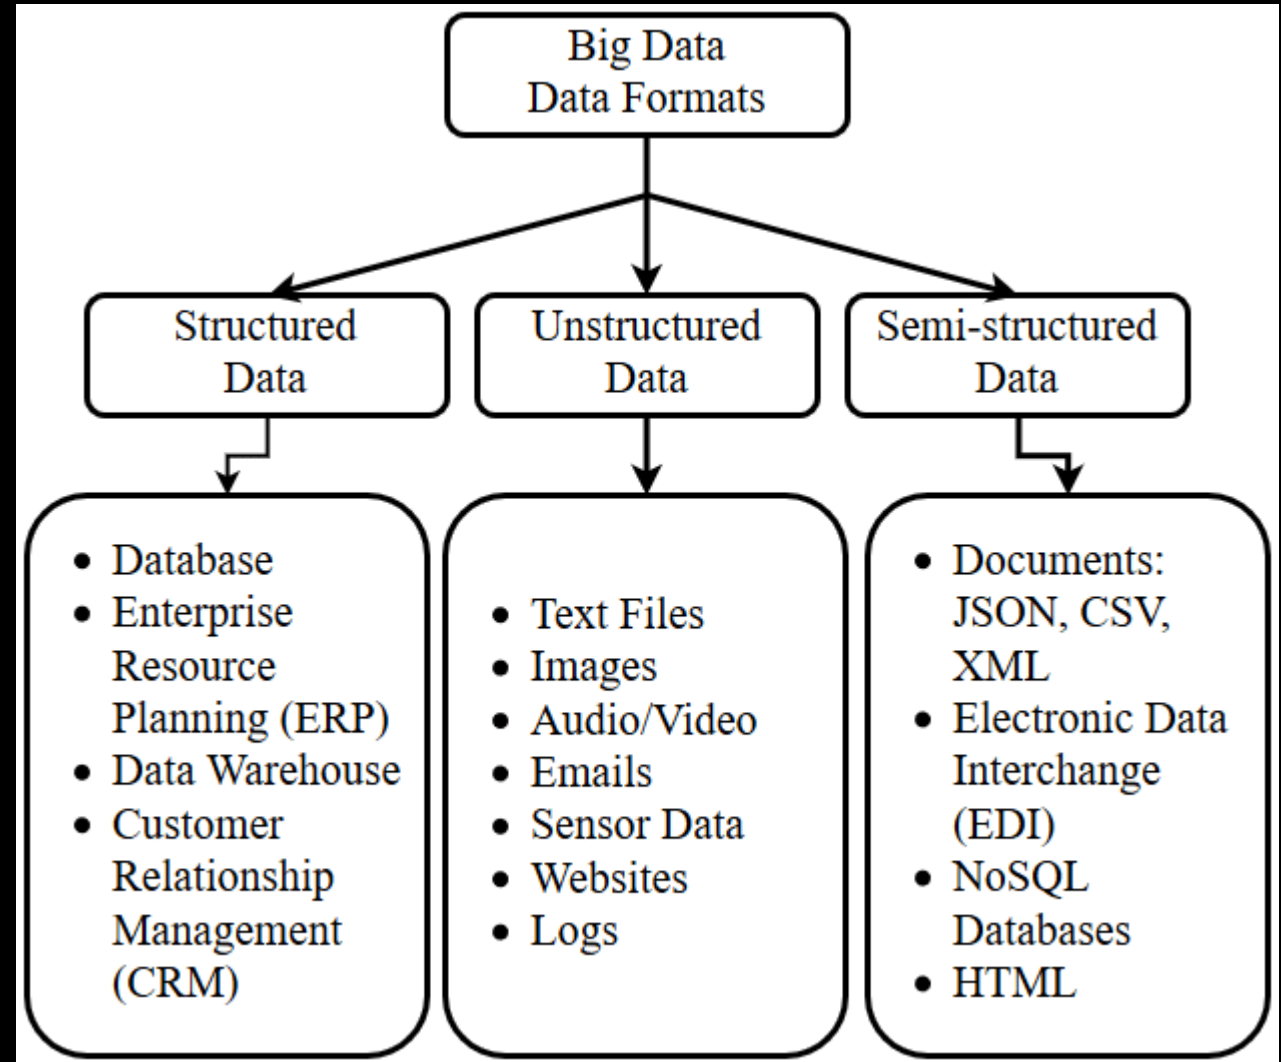 Big Data
Data Formats
Structured
Data
Unstructured
Data
Semi-structured
Data
• Database
• Enterprise
Resource
Planning (ERP)
• Data Warehouse
• Customer
Relationship
Management
(CRM)
• Text Files
• Images
• Audio/Video
• Emails
• Sensor Data
• Websites
• Logs
• Documents:
JSON, CSV,
XML
• Electronic Data
Interchange
(EDI)
• NoSQL
Databases
• HTML